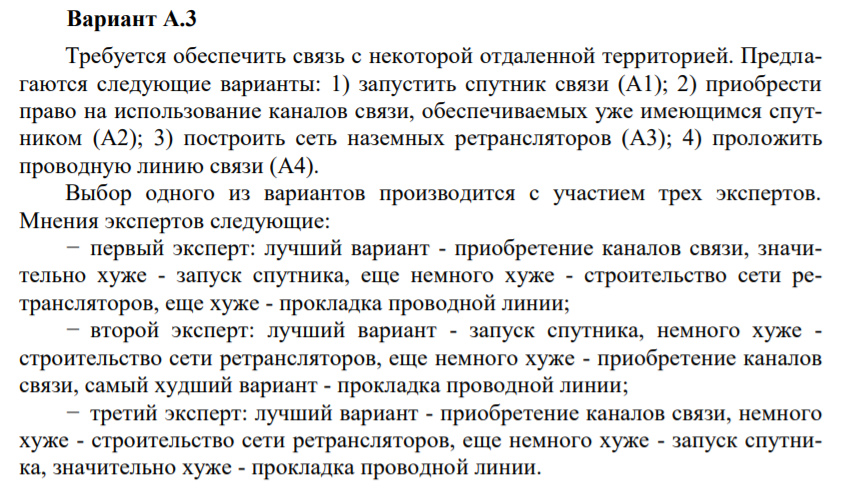 Вариант А.3
Требуется обеспечить связь с некоторой отдаленной территорией. Предла-
гаются следующие варианты: 1) запустить спутник связи (А1); 2) приобрести
право на использование каналов связи, обеспечиваемых уже имеющимся спут-
ником (А2); 3) построить сеть наземных ретрансляторов (А3); 4) проложить
проводную линию связи (А4).
Выбор одного из вариантов производится с участием трех экспертов.
Мнения экспертов следующие:
− первый эксперт: лучший вариант - приобретение каналов связи, значи-
тельно хуже - запуск спутника, еще немного хуже - строительство сети ре-
трансляторов, еще хуже - прокладка проводной линии;
− второй эксперт: лучший вариант - запуск спутника, немного хуже -
строительство сети ретрансляторов, еще немного хуже - приобретение каналов
связи, самый худший вариант - прокладка проводной линии;
− третий эксперт: лучший вариант - приобретение каналов связи, немного
хуже - строительство сети ретрансляторов, еще немного хуже - запуск спутни-
ка, значительно хуже - прокладка проводной линии.